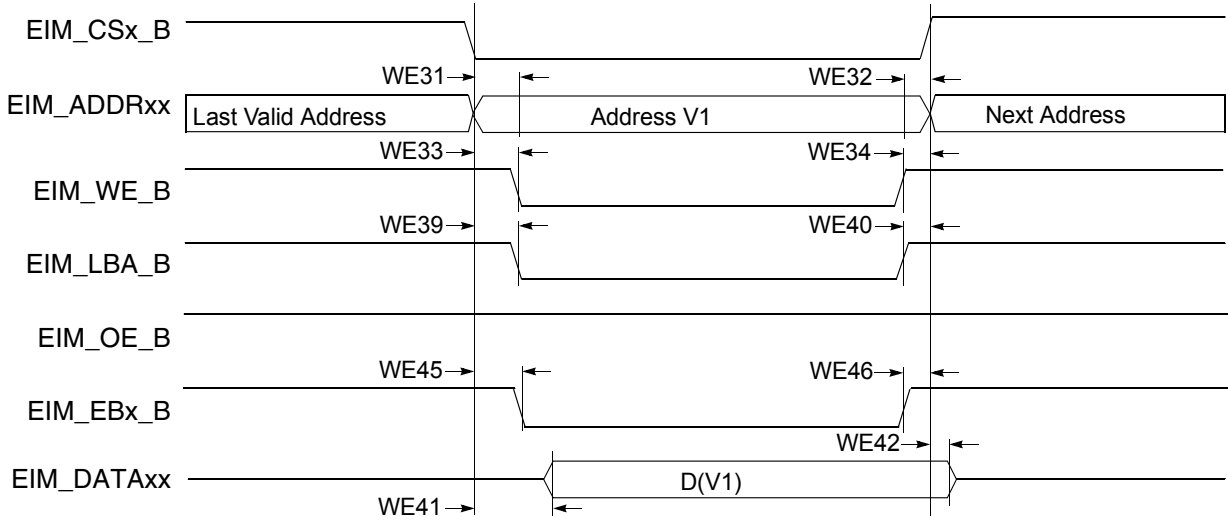 EIM_CSx_B
WE31
WE32
EIM_ADDRxx
Last Valid Address
Address V1
Next Address
WE33
WE34
EIM_WE_B
WE39
WE40
EIM_LBA_B
EIM_OE_B
WE45
WE46
EIM_EBx_B
WE42
EIM_DATAxx
D(V1)
WE41